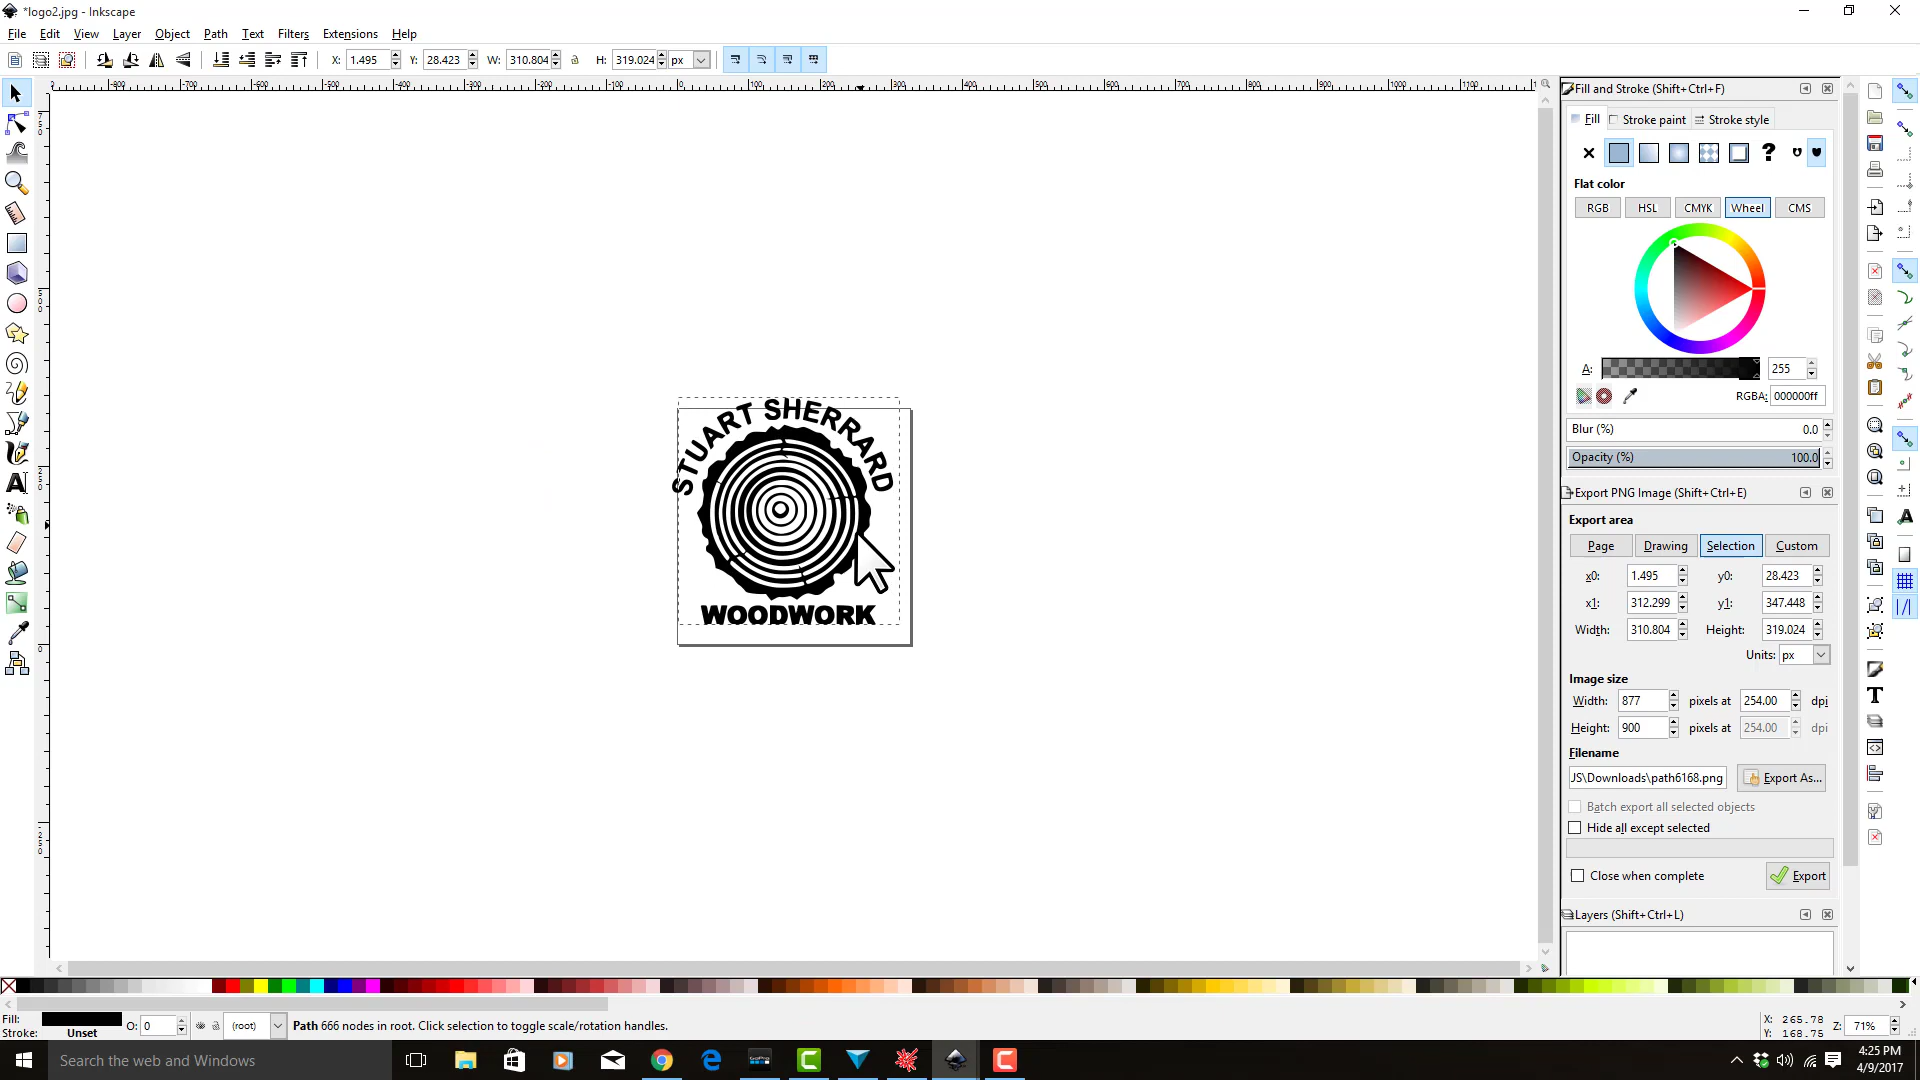 *logo2.jpg - Inkscape
File Edit View Layer Object Path Text Filters Extensions Help
X: 1.495 Y: 28.423 W: 310.804 H: 319.024 px
Fill and Stroke (Shift+Ctrl+F)
Fill Stroke paint Stroke style
Flat color
RGB HSL CMYK Wheel CMS
A: 255
RGBA: 000000ff
Blur (%) 0.0
Opacity (%) 100.0
STUART SHERRARD
WOODWORK
Export PNG Image (Shift+Ctrl+E)
Export area
Page Drawing Selection Custom
x0: 1.495 y0: 28.423
x1: 312.299 y1: 347.448
Width: 310.804 Height: 319.024
Units: px
Image size
Width: 877 pixels at 254.00 dpi
Height: 900 pixels at 254.00 dpi
Filename
JS\Downloads\path6168.png Export As...
Batch export all selected objects
Hide all except selected
Close when complete Export
Layers (Shift+Ctrl+L)
Fill: O: 0 (root) Path 666 nodes in root. Click selection to toggle scale/rotation handles.
Stroke: Unset
X: 265.78 Z: 71%
Y: 168.75
Search the web and Windows
4:25 PM
4/9/2017